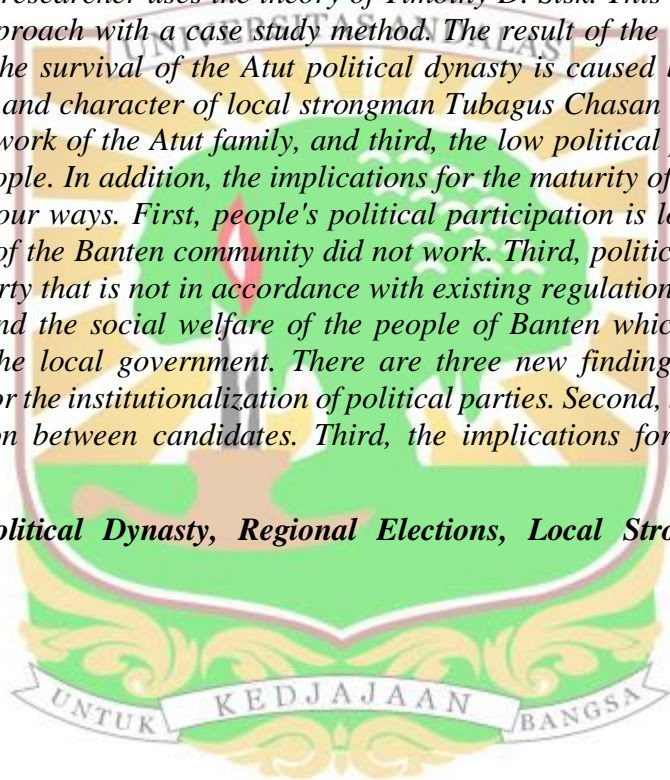 researcher uses the theory of Timothy D. Sisk. This
proach with a case study method. The result of the
UNIVERSITAS ANDALAS
he survival of the Atut political dynasty is caused
and character of local strongman Tubagus Chasan
work of the Atut family, and third, the low political
ople. In addition, the implications for the maturity of
our ways. First, people's political participation is
of the Banten community did not work. Third, politic
rty that is not in accordance with existing regulation
nd the social welfare of the people of Banten whic
he local government. There are three new finding
or the institutionalization of political parties. Second,
on between candidates. Third, the implications for
olitical Dynasty, Regional Elections, Local Stro
UNTUK KEDJAJAAN BANGSA